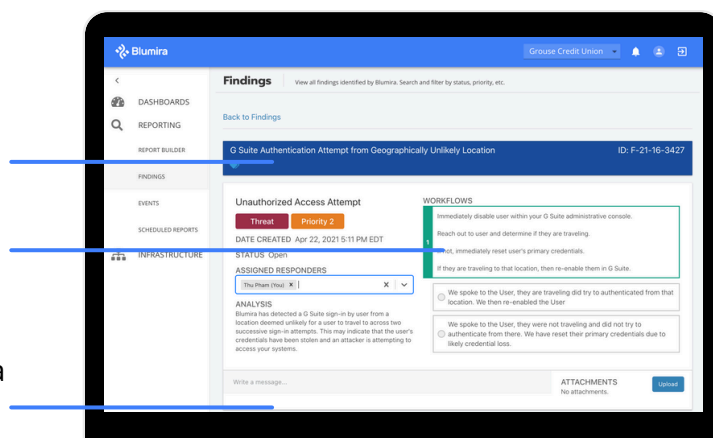 Blumira
Grouse Credit Union
Findings
View all findings identified by Blumira. Search and filter by status, priority, etc.
DASHBOARDS
REPORTING
REPORT BUILDER
FINDINGS
EVENTS
SCHEDULED REPORTS
INFRASTRUCTURE
Back to Findings
G Suite Authentication Attempt from Geographically Unlikely Location
ID: F-21-16-3427
Unauthorized Access Attempt
Threat
Priority 2
DATE CREATED Apr 22, 2021 5:11 PM EDT
STATUS Open
ASSIGNED RESPONDERS
Thu Pham (You) ×
ANALYSIS
Blumira has detected a G Suite sign-in by user from a
location deemed unlikely for a user to travel to across two
successive sign-in attempts. This may indicate that the user's
credentials have been stolen and an attacker is attempting to
access your systems.
WORKFLOWS
1
Immediately disable user within your G Suite administrative console.
Reach out to user and determine if they are traveling.
not, immediately reset user's primary credentials.
If they are traveling to that location, then re-enable them in G Suite.
We spoke to the User, they are traveling did try to authenticated from that
location. We then re-enabled the User
We spoke to the User, they were not traveling and did not try to
authenticate from there. We have reset their primary credentials due to
likely credential loss.
Write a message...
ATTACHMENTS
No attachments.
Upload
a